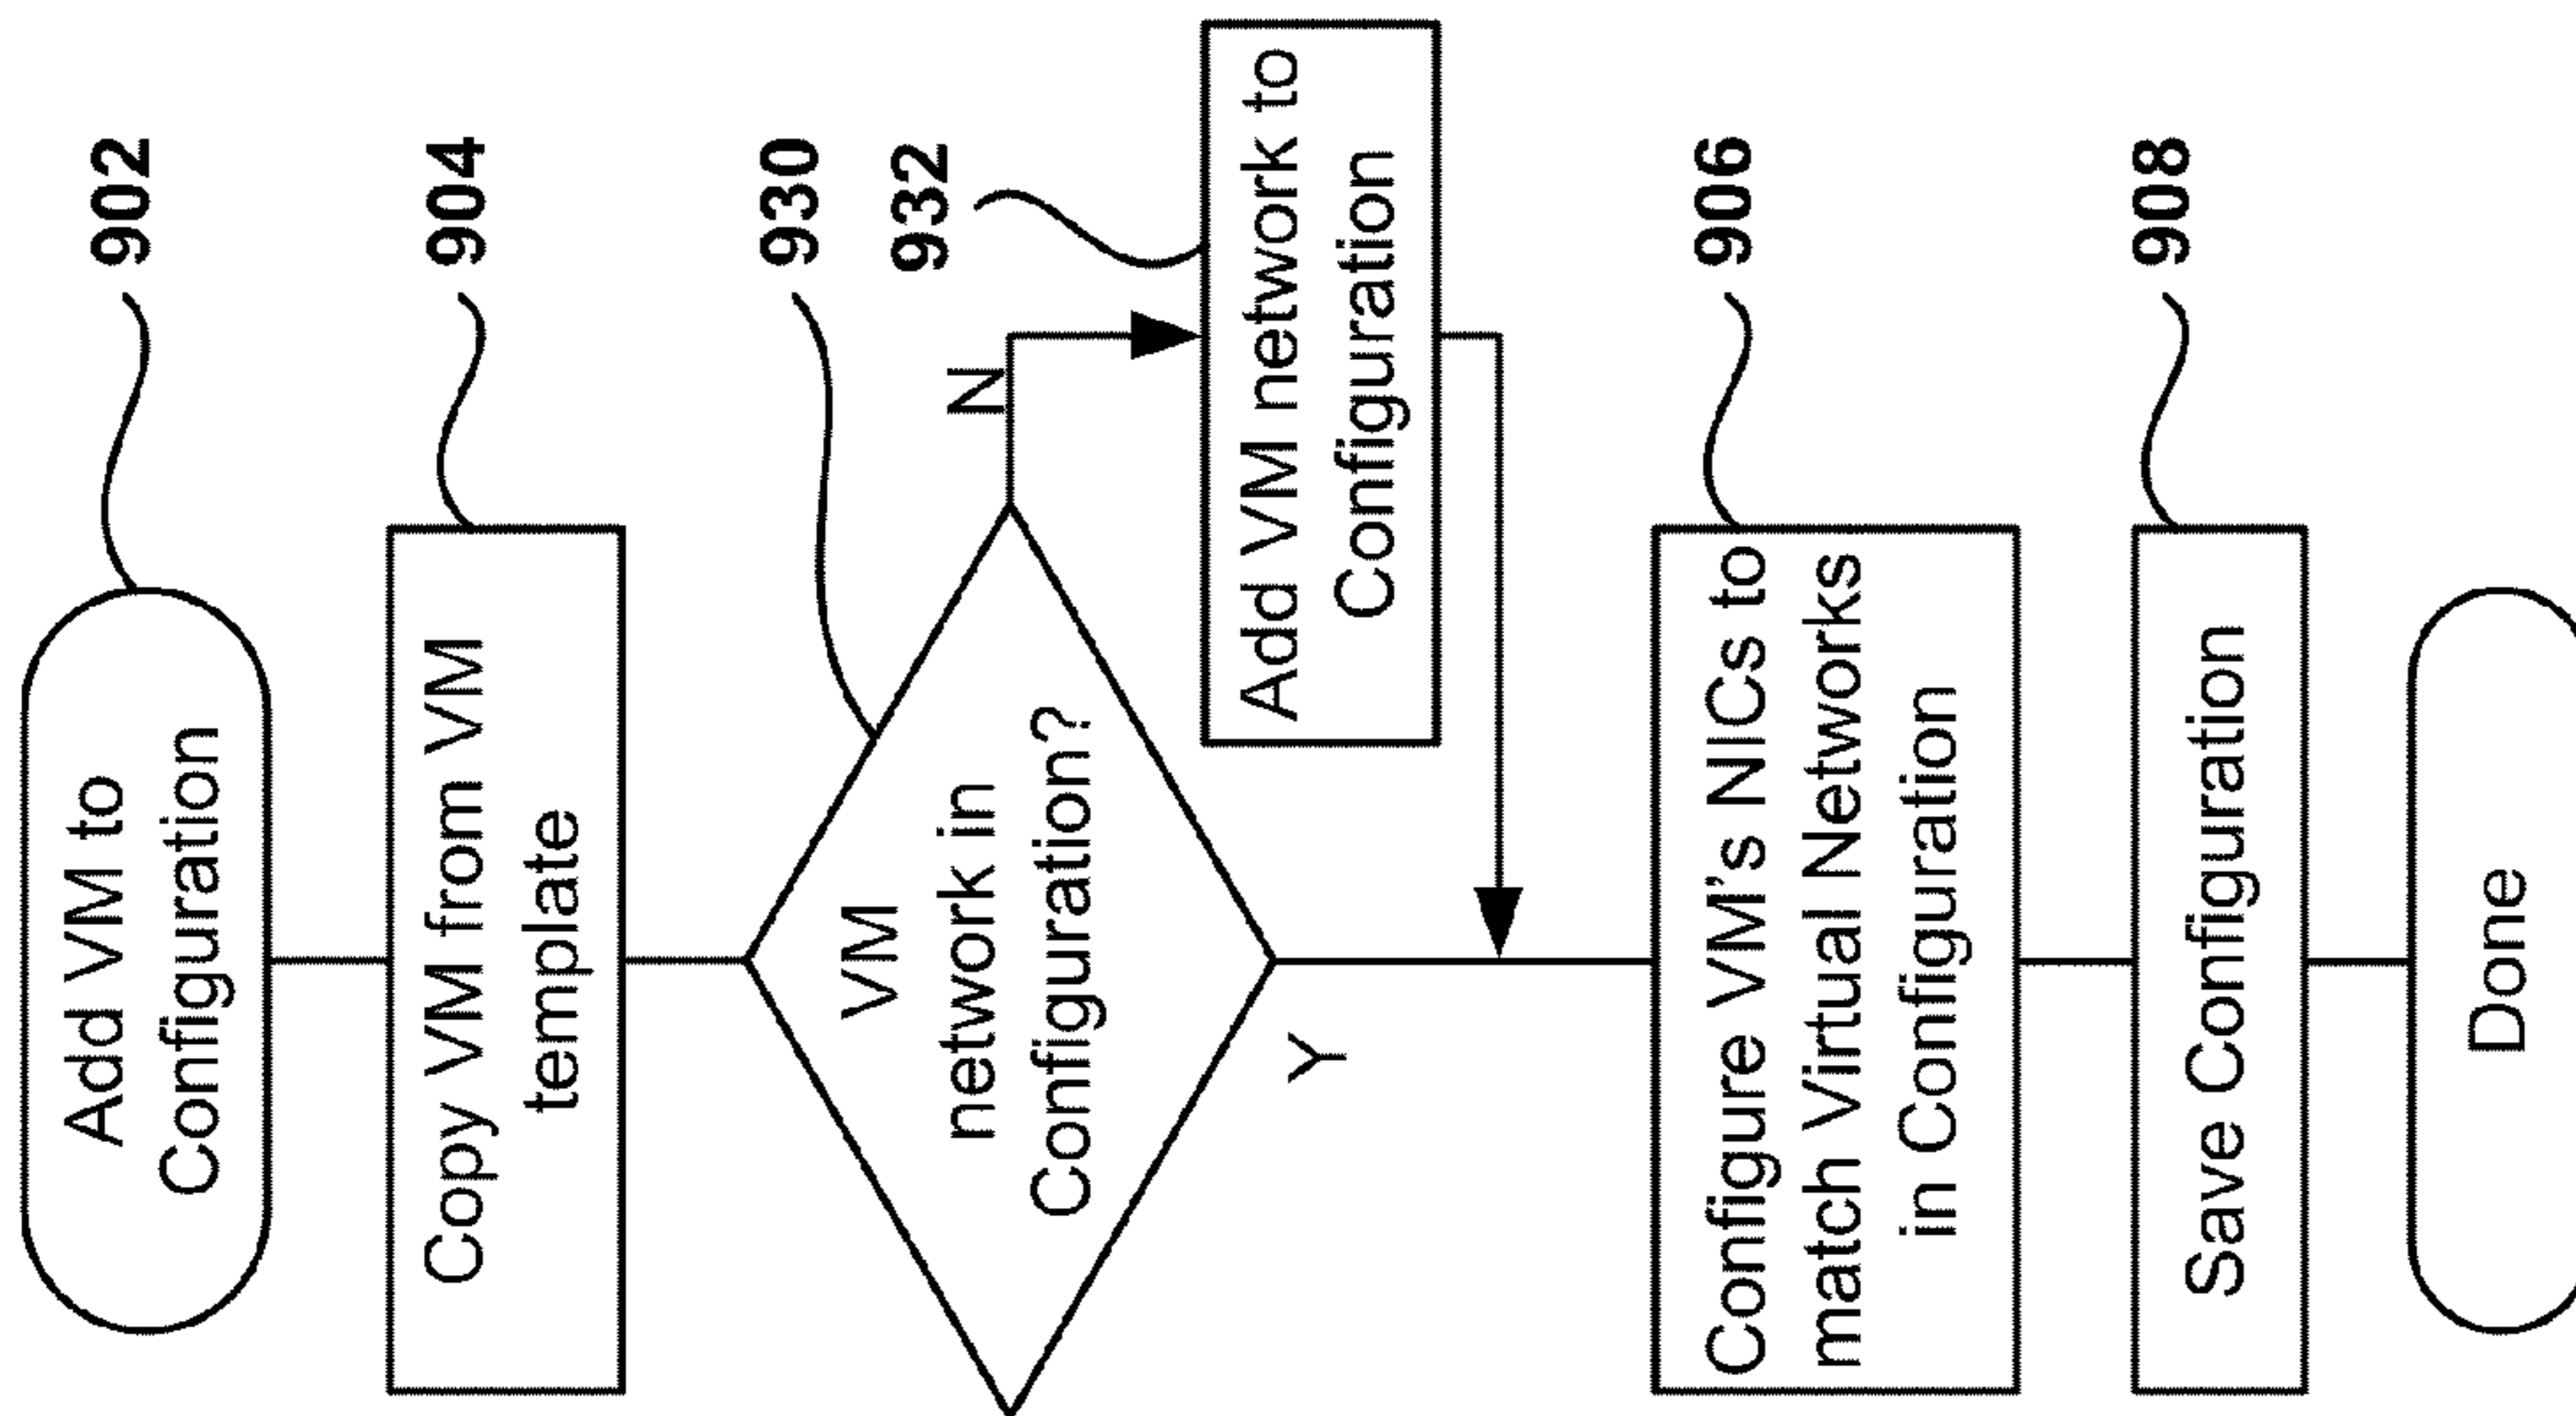 Add VM to
Configuration
902
Copy VM from VM
template
904
VM
network in
Configuration?
930
N
Y
932
Add VM network to
Configuration
Configure VM’s NICs to
match Virtual Networks
in Configuration
906
Save Configuration
908
Done